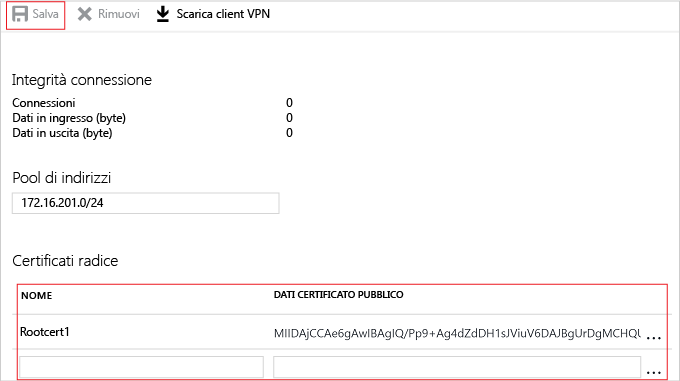 Salva Rimuovi Scarica client VPN
Integrità connessione
Connessioni 0
Dati in ingresso (byte) 0
Dati in uscita (byte) 0
Pool di indirizzi
172.16.201.0/24
Certificati radice
NOME DATI CERTIFICATO PUBBLICO
Rootcert1 MIIDAjCCAe6gAwIBAgIQ/Pp9+Ag4dZdDH1sJViuV6DAJBgUrDgMCHQU ...
...